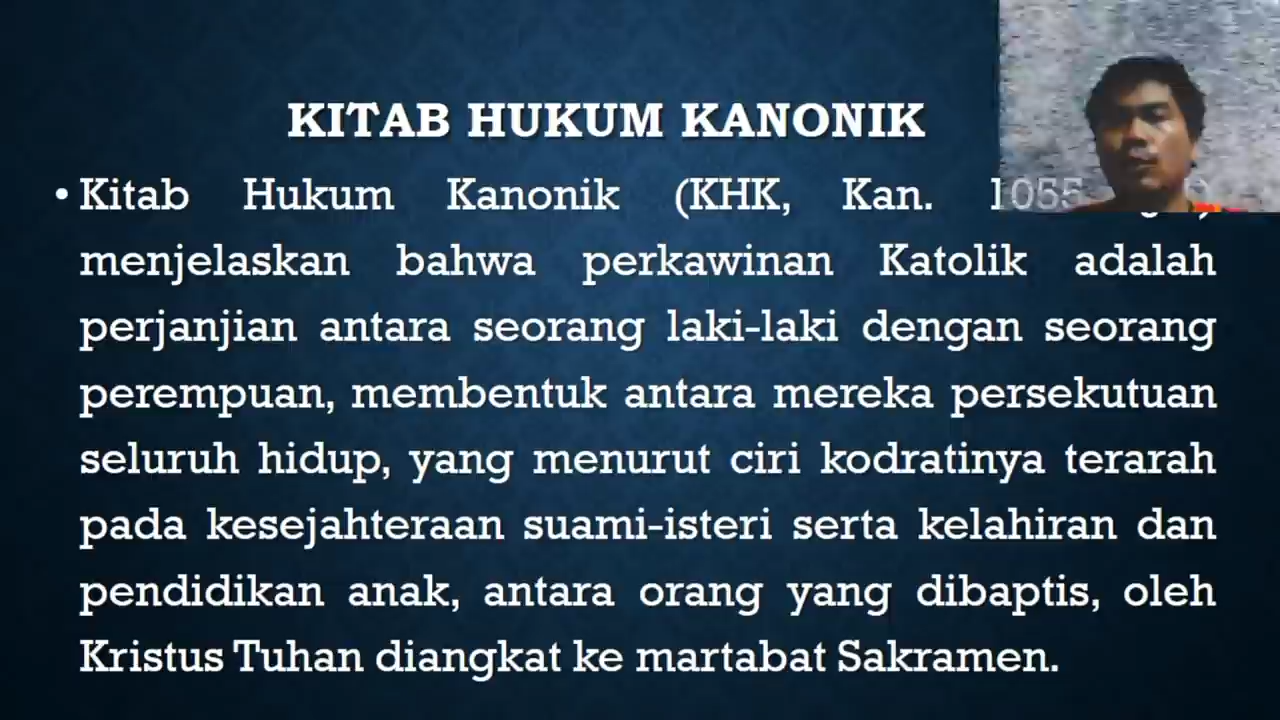 KITAB HUKUM KANONIK
• Kitab Hukum Kanonik (KHK, Kan. 1055
menjelaskan bahwa perkawinan Katolik adalah
perjanjian antara seorang laki-laki dengan seorang
perempuan, membentuk antara mereka persekutuan
seluruh hidup, yang menurut ciri kodratinya terarah
pada kesejahteraan suami-isteri serta kelahiran dan
pendidikan anak, antara orang yang dibaptis, oleh
Kristus Tuhan diangkat ke martabat Sakramen.